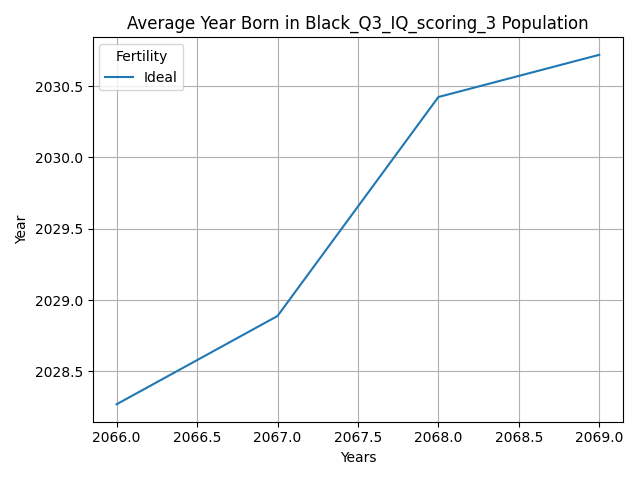 Average Year Born in Black_Q3_IQ_scoring_3 Population
Fertility
Ideal
2030.5
2030.0
2029.5
2029.0
2028.5
Year
2066.0 2066.5 2067.0 2067.5 2068.0 2068.5 2069.0
Years